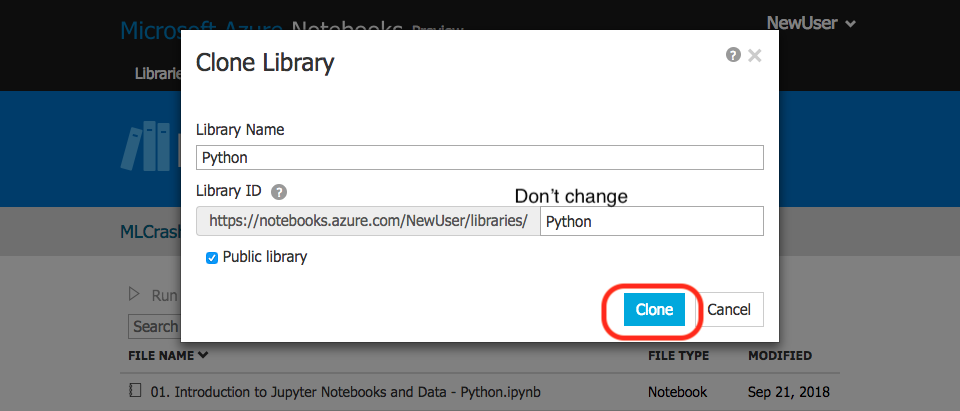 Microsoft Azure Notebooks Preview
NewUser
Librarie
Clone Library
?
Library Name
Python
Library ID ?
Don't change
https://notebooks.azure.com/NewUser/libraries/ Python
MLCrash
Public library
Run
Clone Cancel
Search
FILE NAME FILE TYPE MODIFIED
01. Introduction to Jupyter Notebooks and Data - Python.ipynb Notebook Sep 21, 2018